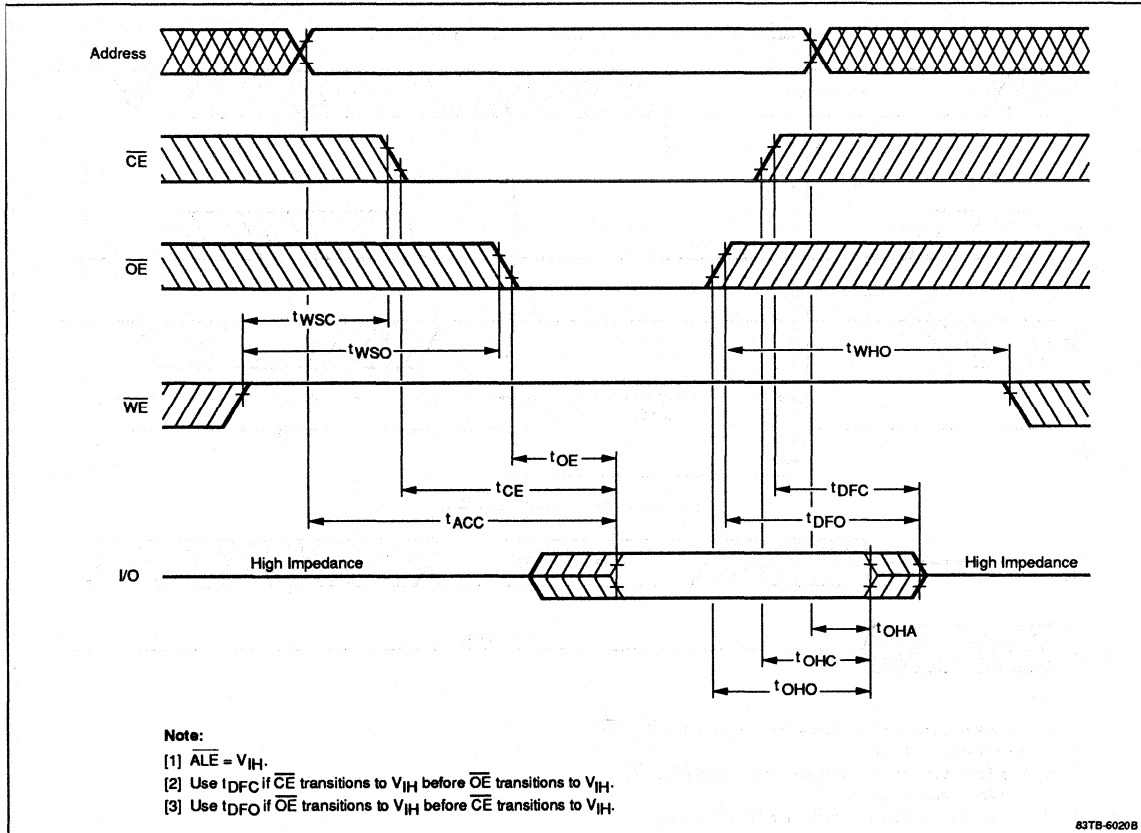 Address
CE
OE
tWSC
tWSO
tWHO
WE
tOE
tCE
tDFC
tACC
tDFO
High Impedance
High Impedance
I/O
tOHA
tOHC
tOHO
Note:
[1] ALE = VIH.
[2] Use tDFC if CE transitions to VIH before OE transitions to VIH.
[3] Use tDFO if OE transitions to VIH before CE transitions to VIH.
83TB-6020B